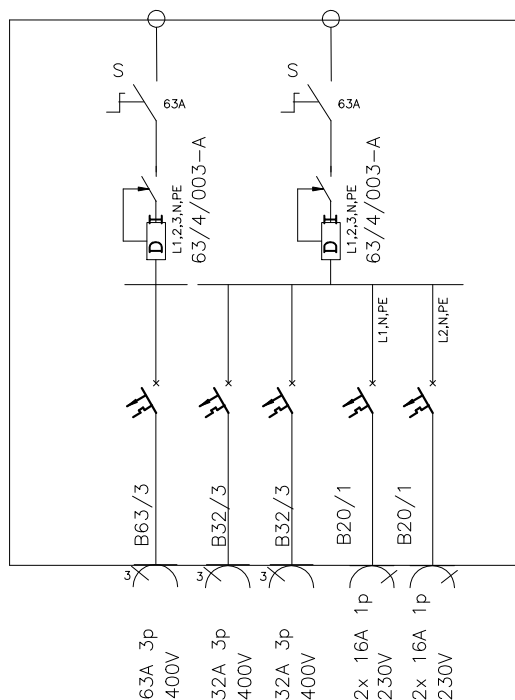 S
63A
L1,2,3,N,PE
63/4/003-A
D
S
63A
L1,2,3,N,PE
63/4/003-A
D
L1,N,PE
L2,N,PE
B63/3
B32/3
B32/3
B20/1
B20/1
3
3
3
63A 3p
400V
32A 3p
400V
32A 3p
400V
2x 16A 1p
230V
2x 16A 1p
230V